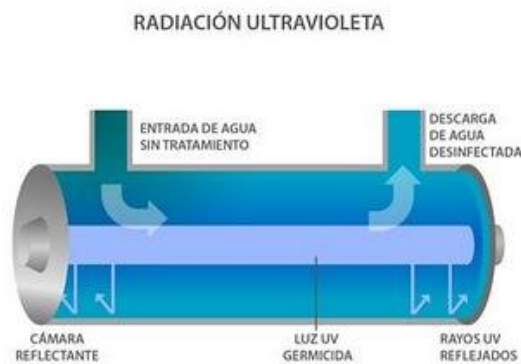 RADIACIÓN ULTRAVIOLETA
ENTRADA DE AGUA
SIN TRATAMIENTO
DESCARGA
DE AGUA
DESINFECTADA
CÁMARA
REFLECTANTE
LUZ UV
GERMICIDA
RAYOS UV
REFLEJADOS